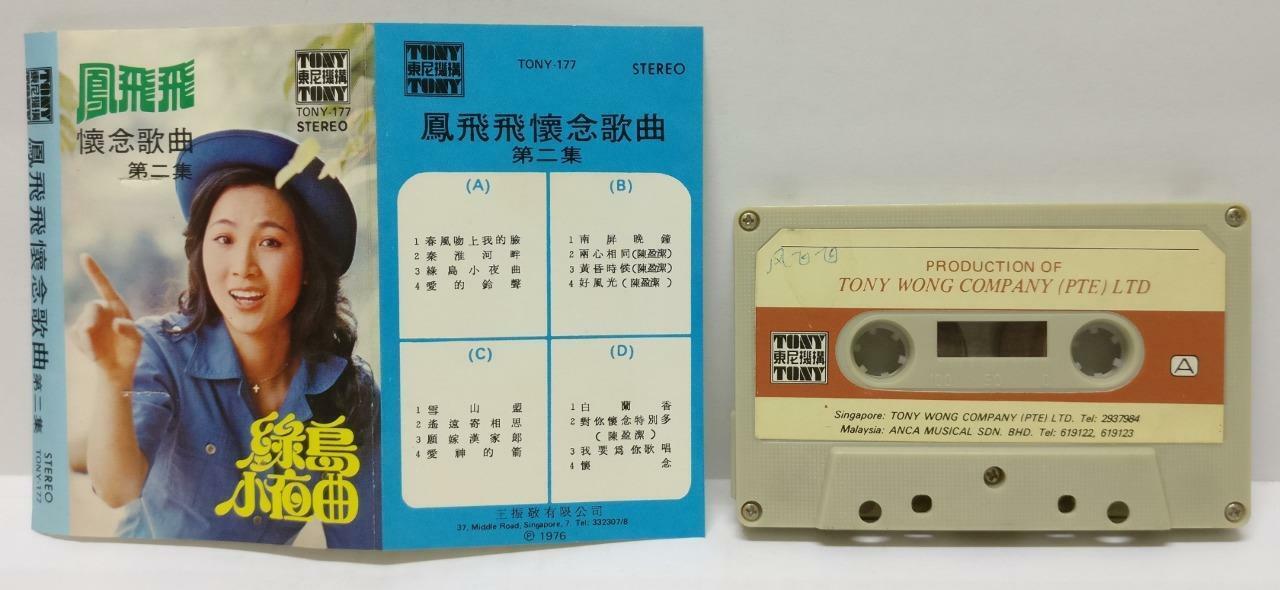 TONY
東尼機構
TONY
鳳飛飛懷念歌曲第二集
STEREO
TONY-177
鳳飛飛
懷念歌曲
第二集
TONY
東尼機構
TONY
TONY-177
STEREO
綠島
小夜曲
TONY
東尼機構
TONY
TONY-177
STEREO
鳳飛飛懷念歌曲
第二集
(A)
1 春風吻上我的臉
2 秦淮河畔
3 綠島小夜曲
4 愛的鈴聲
(B)
1 南屏晚鐘
2 兩心相同(陳盈潔)
3 黃昏時候(陳盈潔)
4 好風光(陳盈潔)
(C)
1 雪山盟
2 遙遠寄相思
3 願嫁漢家郎
4 愛神的箭
(D)
1 白蘭香
2 對你懷念特別多
(陳盈潔)
3 我要爲你歌唱
4 懷念
王振敬有限公司
37, Middle Road, Singapore, 7. Tel: 332307/8
Ⓟ 1976
PRODUCTION OF
TONY WONG COMPANY (PTE) LTD
TONY
東尼機構
TONY
A
100 50 0
Singapore: TONY WONG COMPANY (PTE) LTD. Tel: 2937984
Malaysia: ANCA MUSICAL SDN. BHD. Tel: 619122, 619123